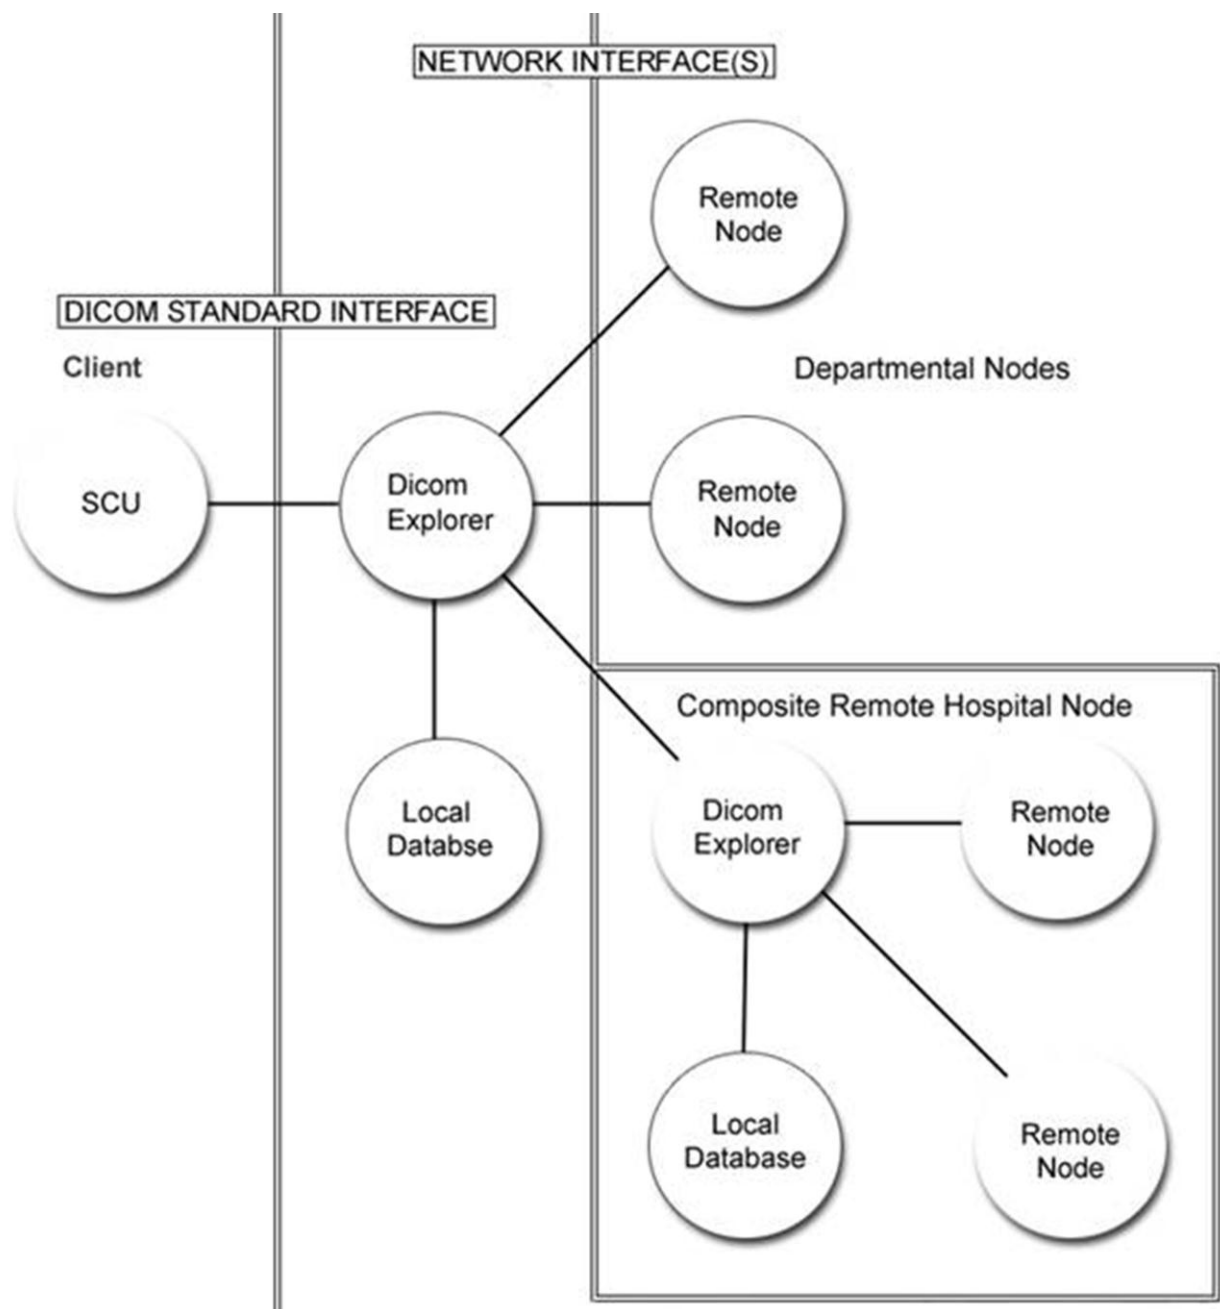 NETWORK INTERFACE(S)
Remote
Node
DICOM STANDARD INTERFACE
Client
Departmental Nodes
SCU
Dicom
Explorer
Remote
Node
Composite Remote Hospital Node
Local
Databse
Dicom
Explorer
Remote
Node
Local
Database
Remote
Node